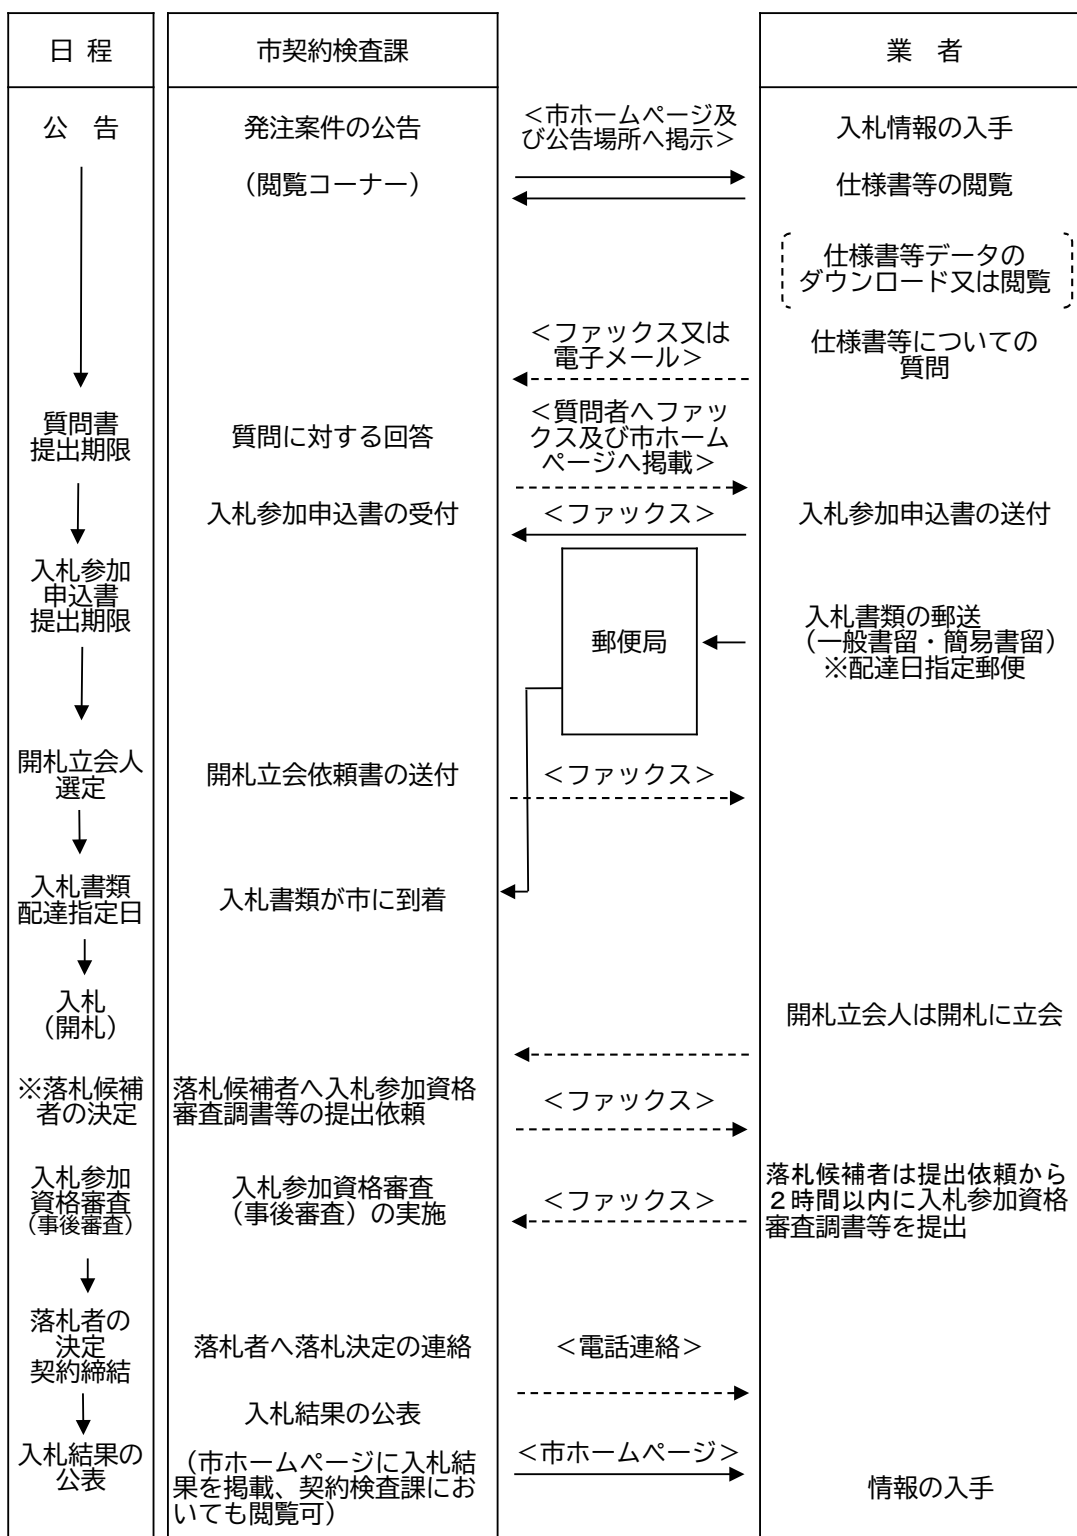 日 程
市契約検査課
業　者
公　告
発注案件の公告
＜市ホームページ及
び公告場所へ掲示＞
入札情報の入手
（閲覧コーナー）
仕様書等の閲覧
仕様書等データの
ダウンロード又は閲覧
＜ファックス又は
電子メール＞
仕様書等についての
質問
質問書
提出期限
質問に対する回答
＜質問者へファッ
クス及び市ホーム
ページへ掲載＞
入札参加申込書の受付
＜ファックス＞
入札参加申込書の送付
入札参加
申込書
提出期限
郵便局
入札書類の郵送
（一般書留・簡易書留）
※配達日指定郵便
開札立会人
選定
開札立会依頼書の送付
＜ファックス＞
入札書類
配達指定日
入札書類が市に到着
入札
（開札）
開札立会人は開札に立会
※落札候補
者の決定
落札候補者へ入札参加資格
審査調書等の提出依頼
＜ファックス＞
入札参加
資格審査
（事後審査）
入札参加資格審査
（事後審査）の実施
＜ファックス＞
落札候補者は提出依頼から
２時間以内に入札参加資格
審査調書等を提出
落札者の
決定
契約締結
落札者へ落札決定の連絡
＜電話連絡＞
入札結果の公表
入札結果の
公表
（市ホームページに入札結
果を掲載、契約検査課にお
いても閲覧可）
＜市ホームページ＞
情報の入手